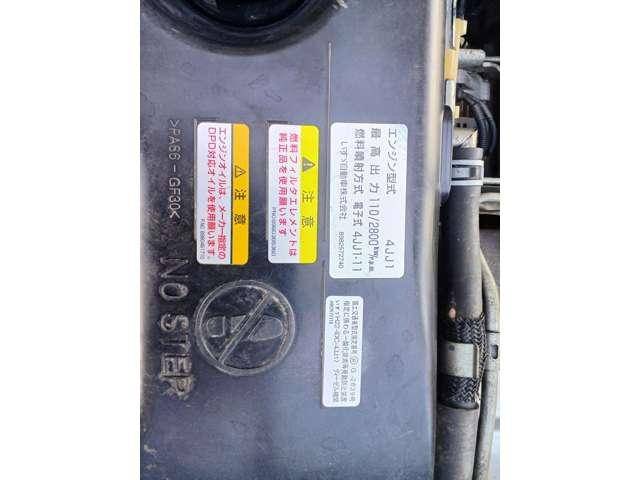 エンジン型式 4JJ1
最高出力 110/2800kW/r.p.m.
燃料噴射方式 電子式 4JJ1-11
いすゞ自動車株式会社 8982572740
注意
燃料フィルタエレメントは
純正品を使用願います
注意
エンジンオイルは、メーカー指定の
DPD対応オイルを使用願います。
>PA66-GF30<
NO STEP